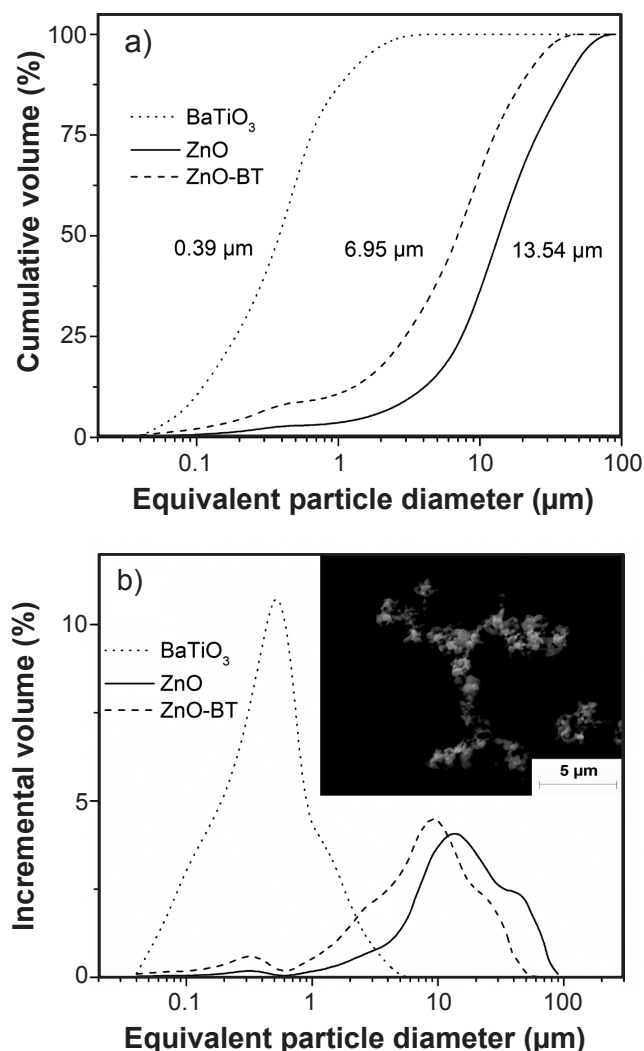 a)
Cumulative volume (%)
100
75
50
25
0
BaTiO₃
ZnO
ZnO-BT
0.39 µm
6.95 µm
13.54 µm
0.1
1
10
100
Equivalent particle diameter (µm)
b)
Incremental volume (%)
10
5
0
BaTiO₃
ZnO
ZnO-BT
5 µm
0.1
1
10
100
Equivalent particle diameter (µm)